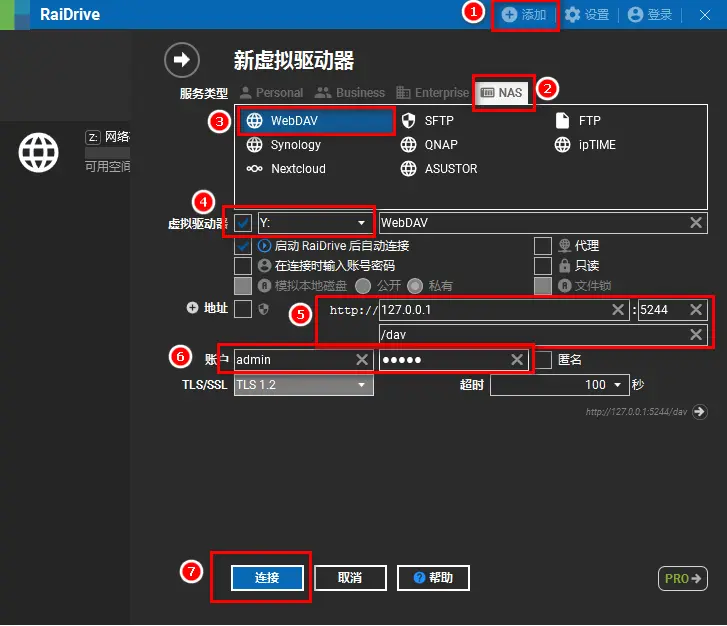 RaiDrive 1 添加 设置 登录
新虚拟驱动器
服务类型 Personal Business Enterprise NAS 2
3 WebDAV SFTP FTP
Z: 网络 Synology QNAP ipTIME
可用空间 Nextcloud ASUSTOR
4
虚拟驱动器 Y: WebDAV
启动 RaiDrive 后自动连接 代理
在连接时输入账号密码 只读
模拟本地磁盘 公开 私有 文件锁
地址 5 http://127.0.0.1 : 5244
/dav
6 账户 admin ●●●●● 匿名
TLS/SSL TLS 1.2 超时 100 秒
http://127.0.0.1:5244/dav
7 连接 取消 ? 帮助 PRO